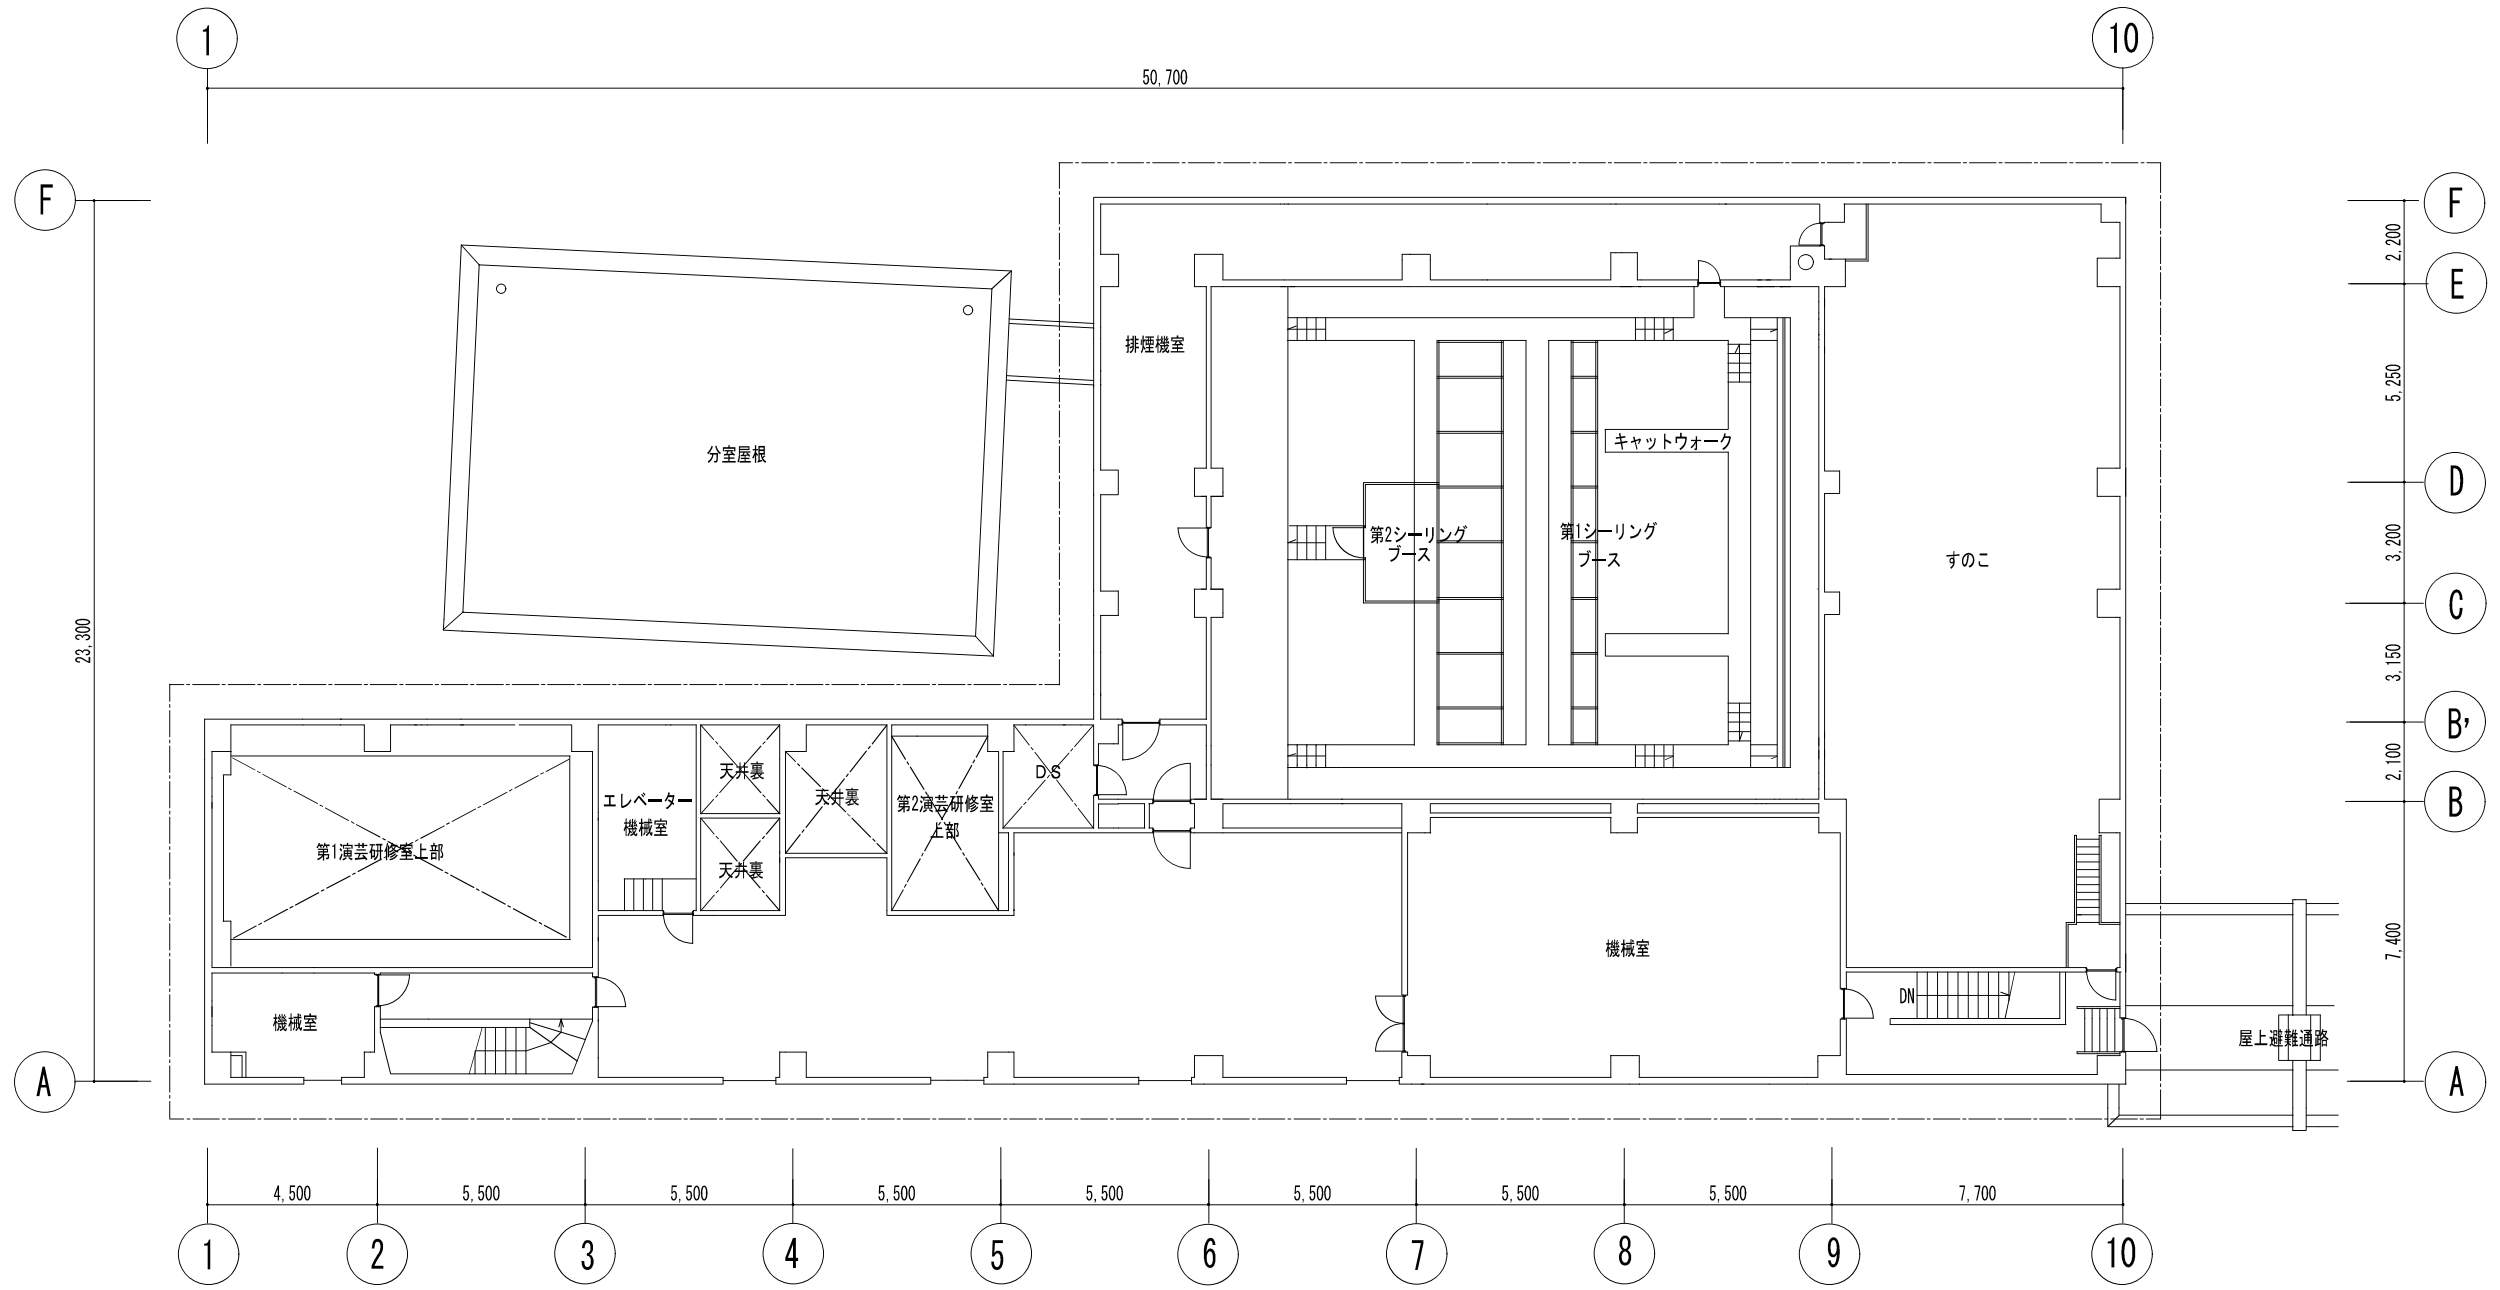 1
10
50,700
F
F
2,200
E
5,250
排煙機室
分室屋根
キャットウォーク
D
第2シーリング
ブース
第1シーリング
ブース
すのこ
3,200
C
23,300
3,150
B’
2,100
天井裏
D.S
エレベーター
機械室
天井裏
第2演芸研修室
上部
B
第1演芸研修室上部
天井裏
機械室
7,400
DN
機械室
屋上避難通路
A
A
4,500
5,500
5,500
5,500
5,500
5,500
5,500
5,500
7,700
1
2
3
4
5
6
7
8
9
10